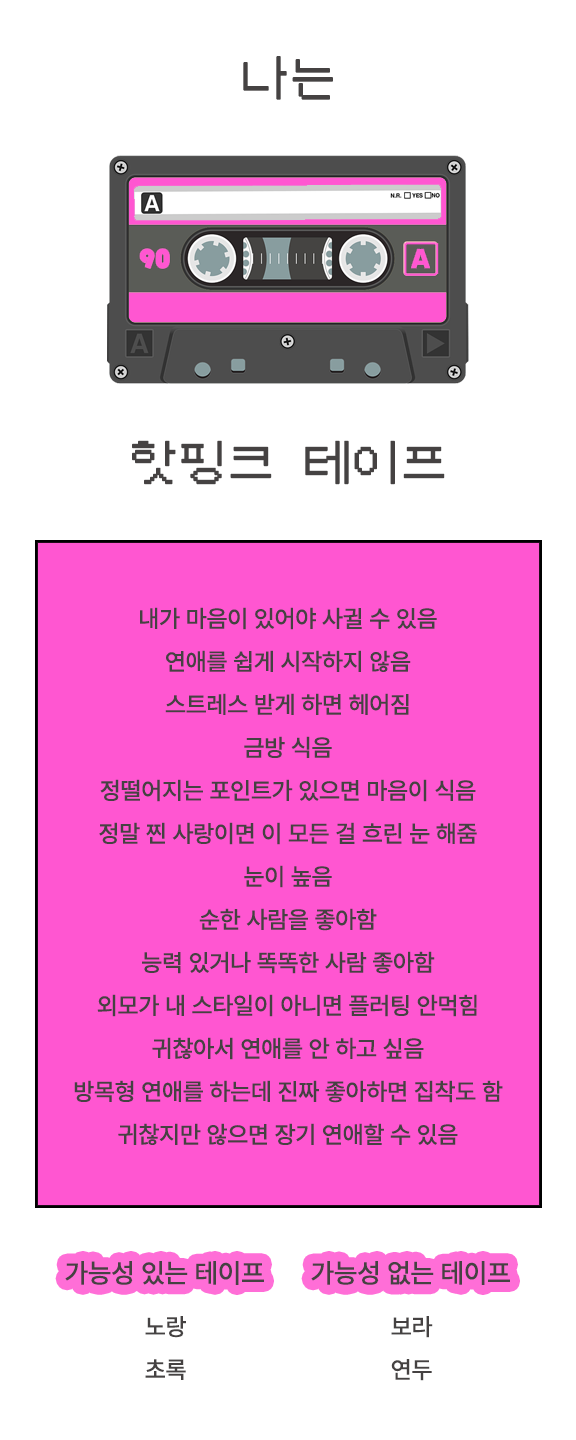 나는
A
N.R. YES NO
90
A
A
핫핑크 테이프
내가 마음이 있어야 사귈 수 있음
연애를 쉽게 시작하지 않음
스트레스 받게 하면 헤어짐
금방 식음
정떨어지는 포인트가 있으면 마음이 식음
정말 찐 사랑이면 이 모든 걸 흐린 눈 해줌
눈이 높음
순한 사람을 좋아함
능력 있거나 똑똑한 사람 좋아함
외모가 내 스타일이 아니면 플러팅 안먹힘
귀찮아서 연애를 안 하고 싶음
방목형 연애를 하는데 진짜 좋아하면 집착도 함
귀찮지만 않으면 장기 연애할 수 있음
가능성 있는 테이프 가능성 없는 테이프
노랑 보라
초록 연두